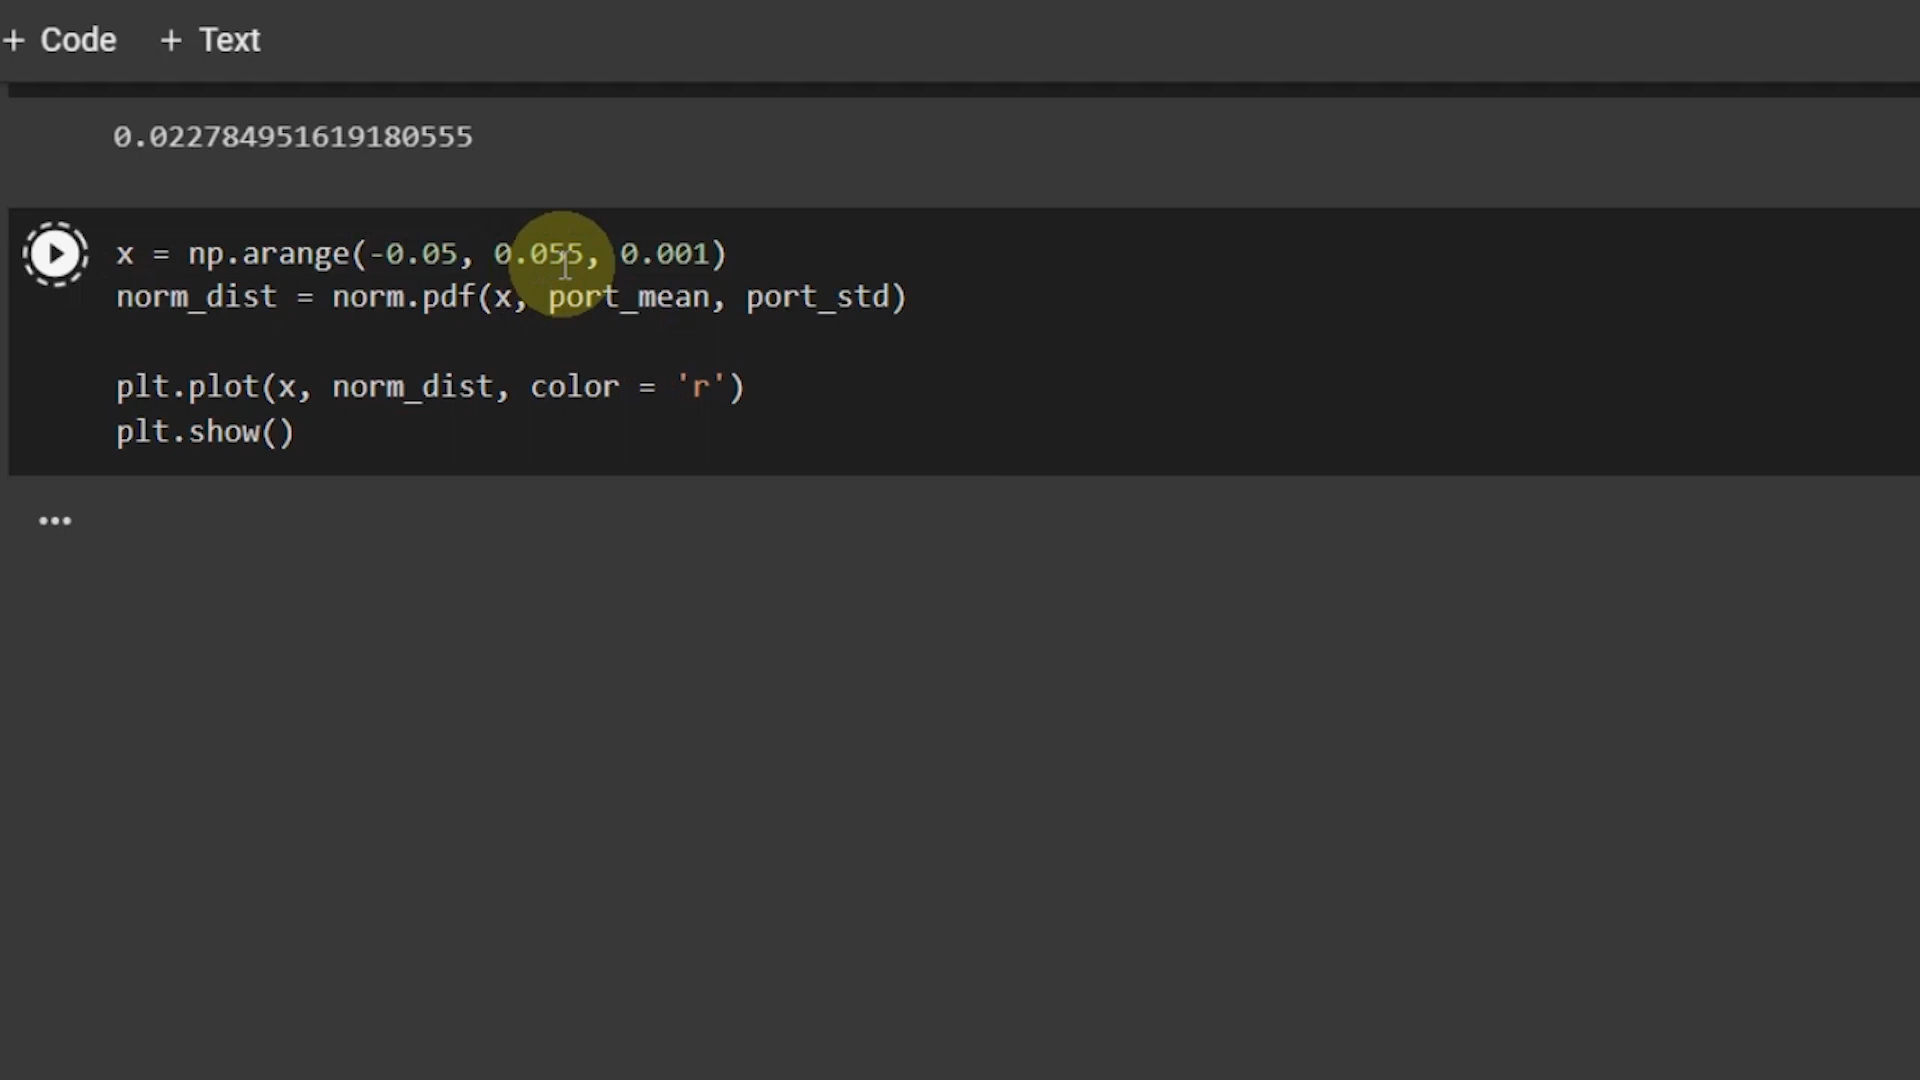 + Code + Text
0.022784951619180555
x = np.arange(-0.05, 0.055, 0.001)
norm_dist = norm.pdf(x, port_mean, port_std)
plt.plot(x, norm_dist, color = 'r')
plt.show()